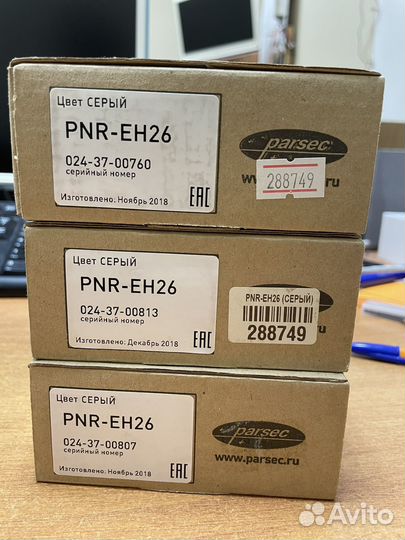 Цвет СЕРЫЙ
PNR-EH26
024-37-00760
серийный номер
Изготовлено: Ноябрь 2018
EAC
parsec
www. .ru
288749
Цвет СЕРЫЙ
PNR-EH26
024-37-00813
серийный номер
Изготовлено: Декабрь 2018
EAC
PNR-EH26 (СЕРЫЙ)
288749
Цвет СЕРЫЙ
PNR-EH26
024-37-00807
серийный номер
Изготовлено: Ноябрь 2018
EAC
parsec
www.parsec.ru
Avito